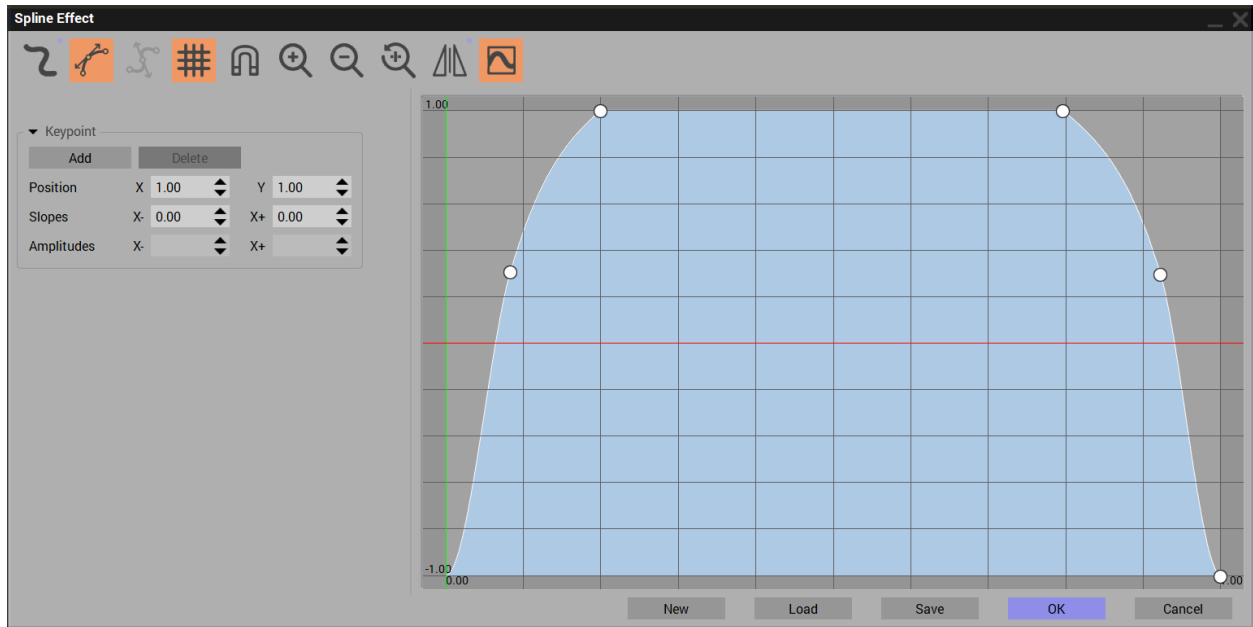 Spline Effect
Keypoint
Add Delete
Position X 1.00 Y 1.00
Slopes X- 0.00 X+ 0.00
Amplitudes X- X+
1.00
-1.00
0.00 .00
New Load Save OK Cancel